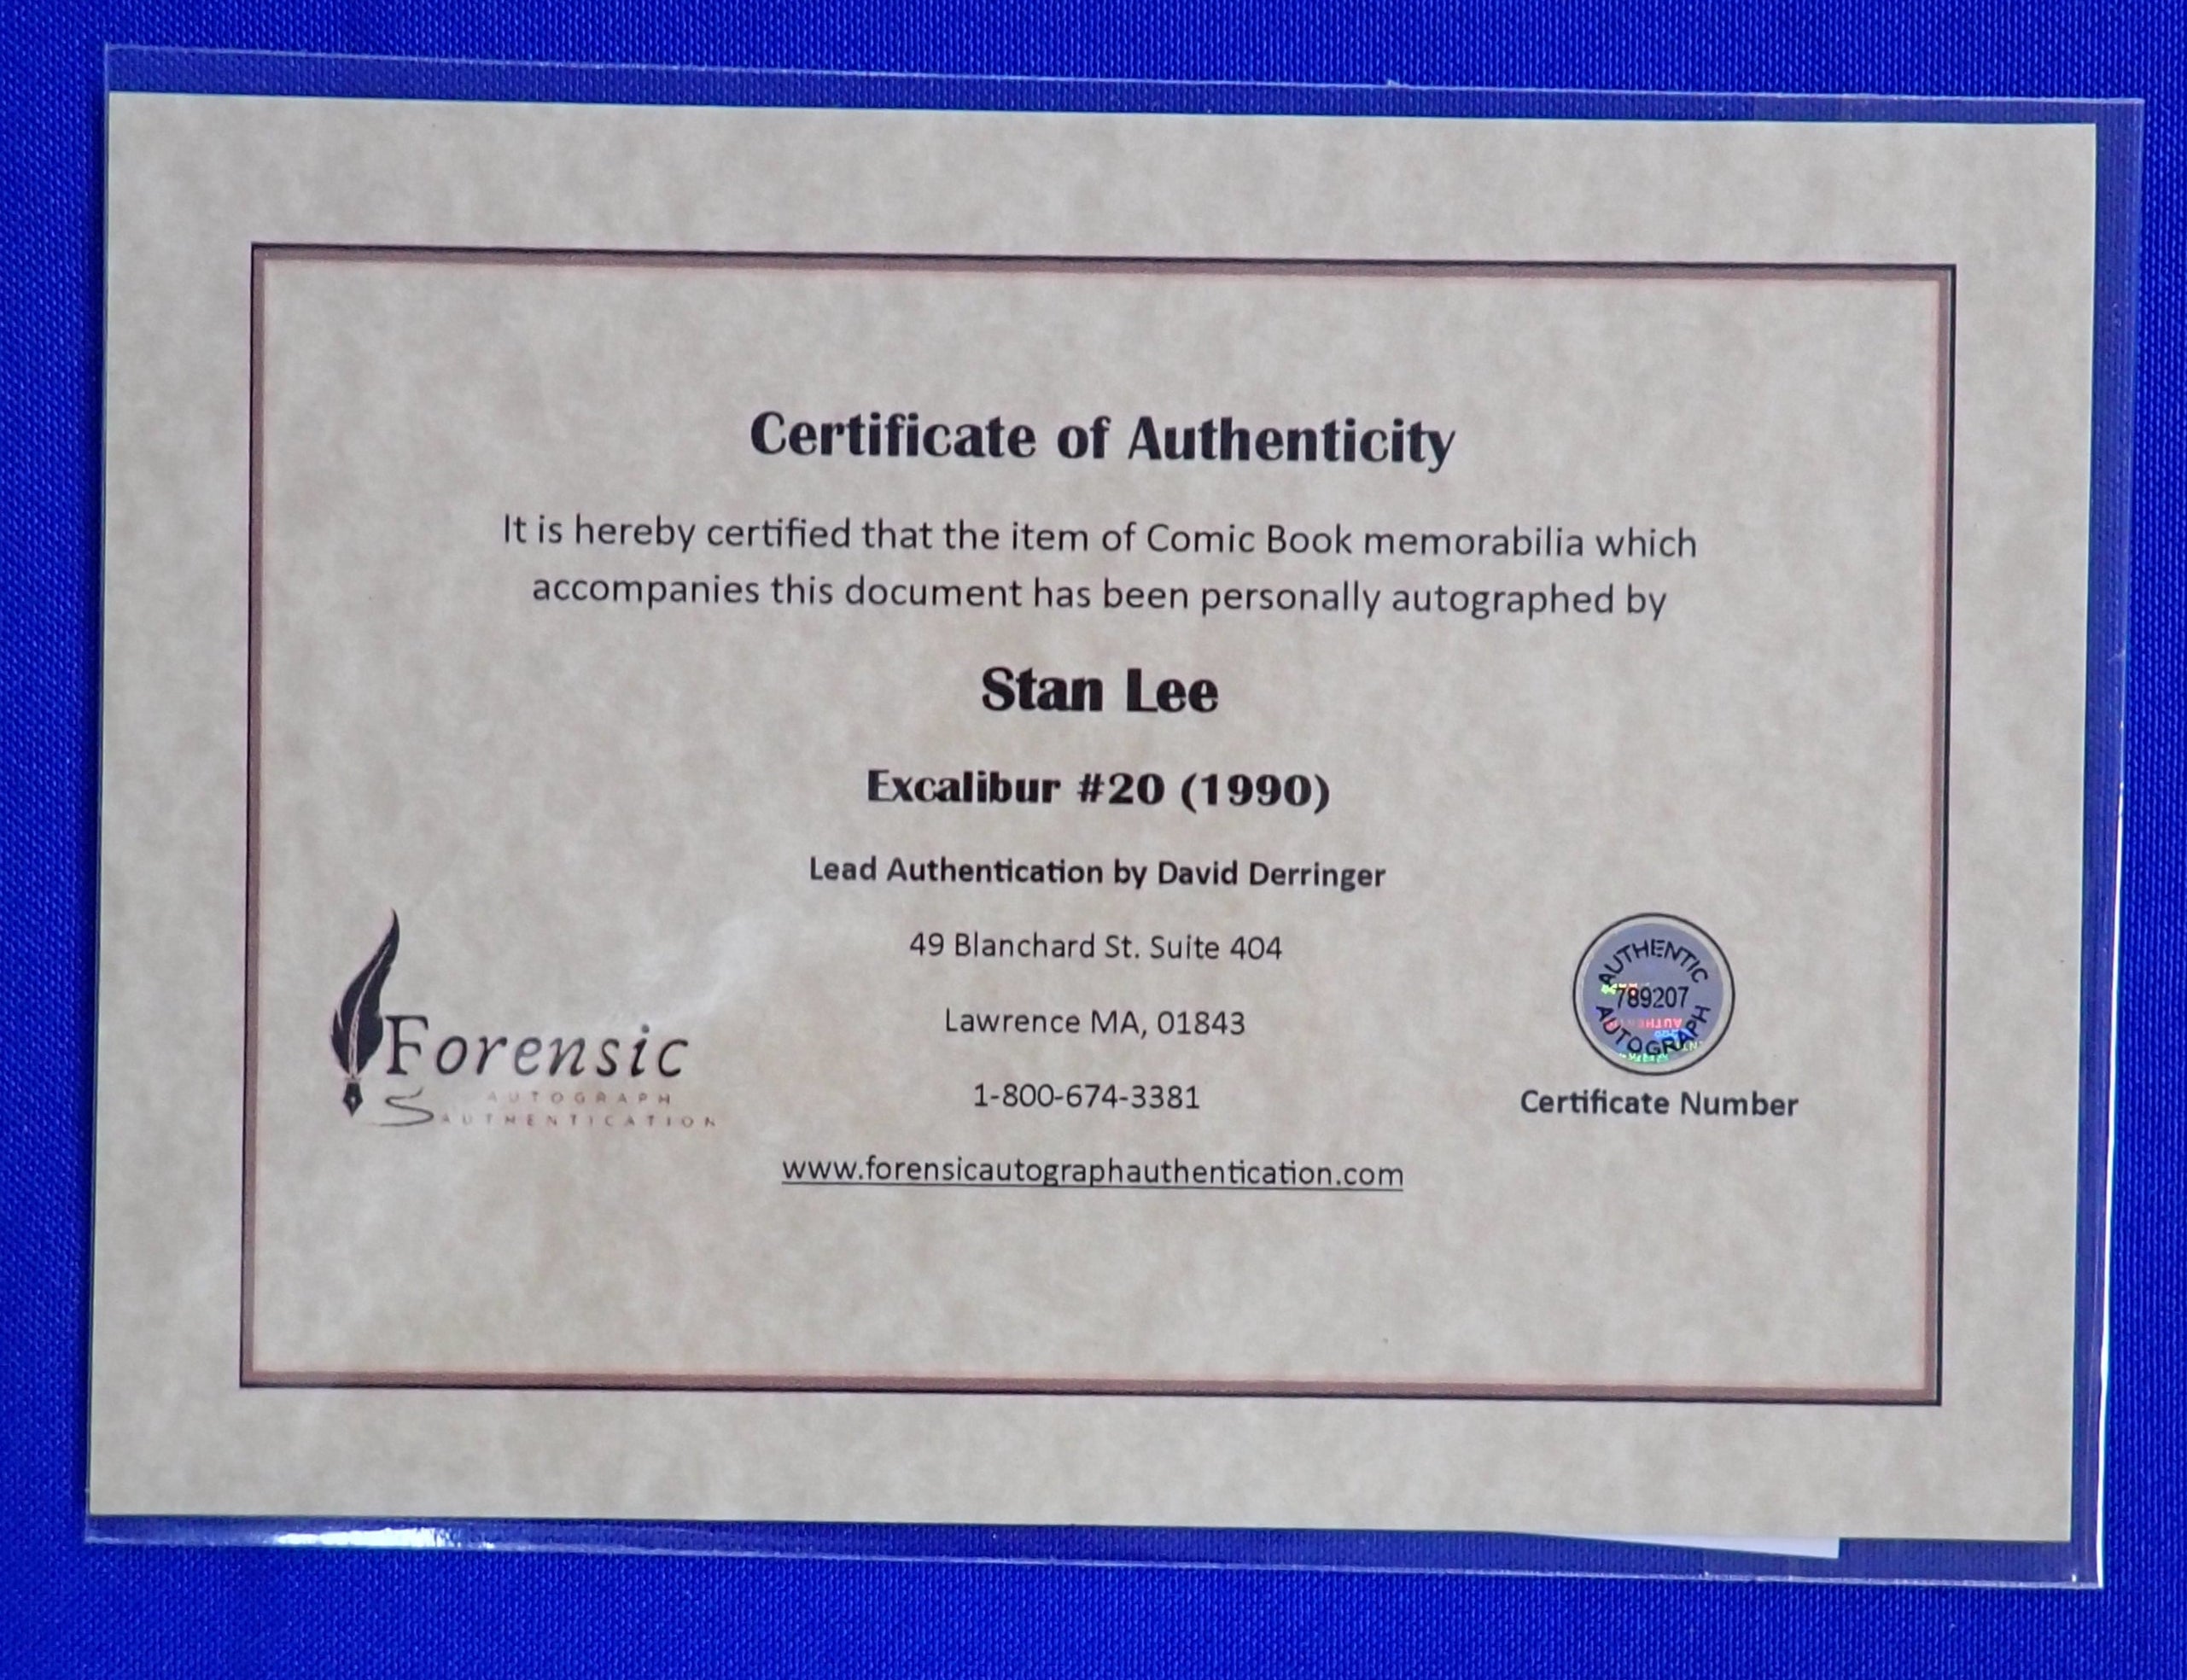 Certificate of Authenticity
It is hereby certified that the item of Comic Book memorabilia which
accompanies this document has been personally autographed by
Stan Lee
Excalibur #20 (1990)
Lead Authentication by David Derringer
49 Blanchard St. Suite 404
Lawrence MA, 01843
1-800-674-3381
www.forensicautographauthentication.com
Forensic
AUTOGRAPH
AUTHENTICATION
AUTHENTIC
789207
AUTOGRAPH
Certificate Number